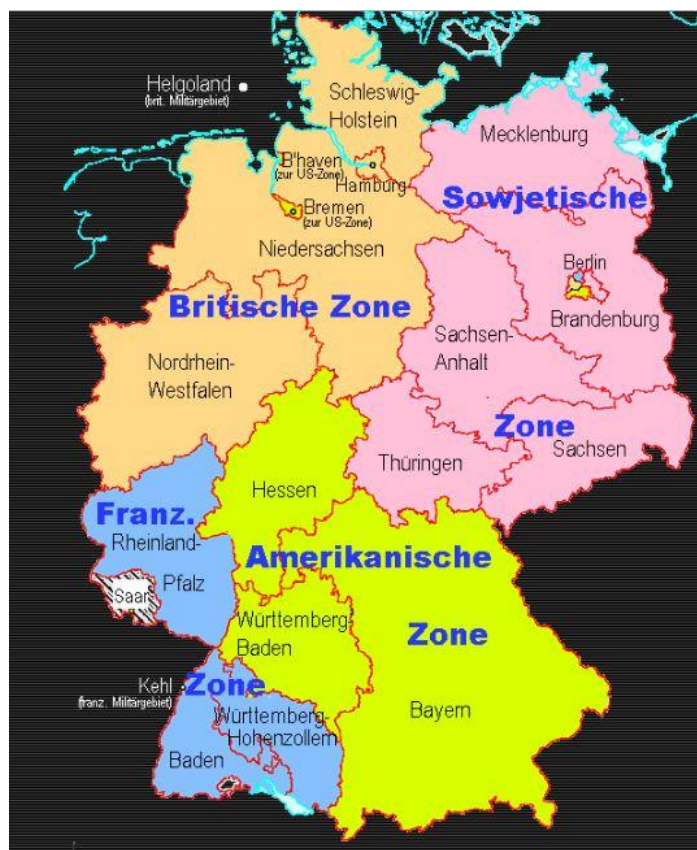 Helgoland
(brit. Militärgebiet)
Schleswig-
Holstein
Mecklenburg
B'haven
(zur US-Zone)
Hamburg
Sowjetische
Bremen
(zur US-Zone)
Niedersachsen
Berlin
Britische Zone
Brandenburg
Sachsen-
Anhalt
Nordrhein-
Westfalen
Zone
Sachsen
Thüringen
Hessen
Franz.
Rheinland-
Pfalz
Amerikanische
Saar
Württemberg-
Baden
Zone
Kehl
(franz. Militärgebiet)
Zone
Württemberg-
Hohenzollern
Bayern
Baden